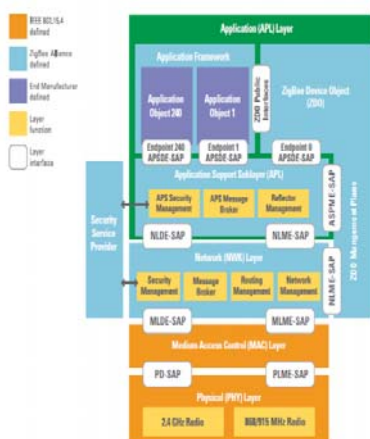 IEEE 802.15.4
defined
ZigBee Alliance
defined
End Manufacturer
defined
Layer
function
Layer
interface
Application (APL) Layer
Application Framework
ZigBee Device Object
(ZDO)
Application
Object 240
Application
Object 1
ZDO Public
Interfaces
Endpoint 240
APSDE-SAP
Endpoint 1
APSDE-SAP
Endpoint 0
APSDE-SAP
Application Support Sublayer (APL)
APS Security
Management
APS Message
Broker
Reflector
Management
ASPME-SAP
ZDO Management Plane
Security
Service
Provider
NLDE-SAP
NLME-SAP
Network (NWK) Layer
Security
Management
Message
Broker
Routing
Management
Network
Management
NLME-SAP
MLDE-SAP
MLME-SAP
Medium Access Control (MAC) Layer
PD-SAP
PLME-SAP
Physical (PHY) Layer
2.4 GHz Radio
868/915 MHz Radio